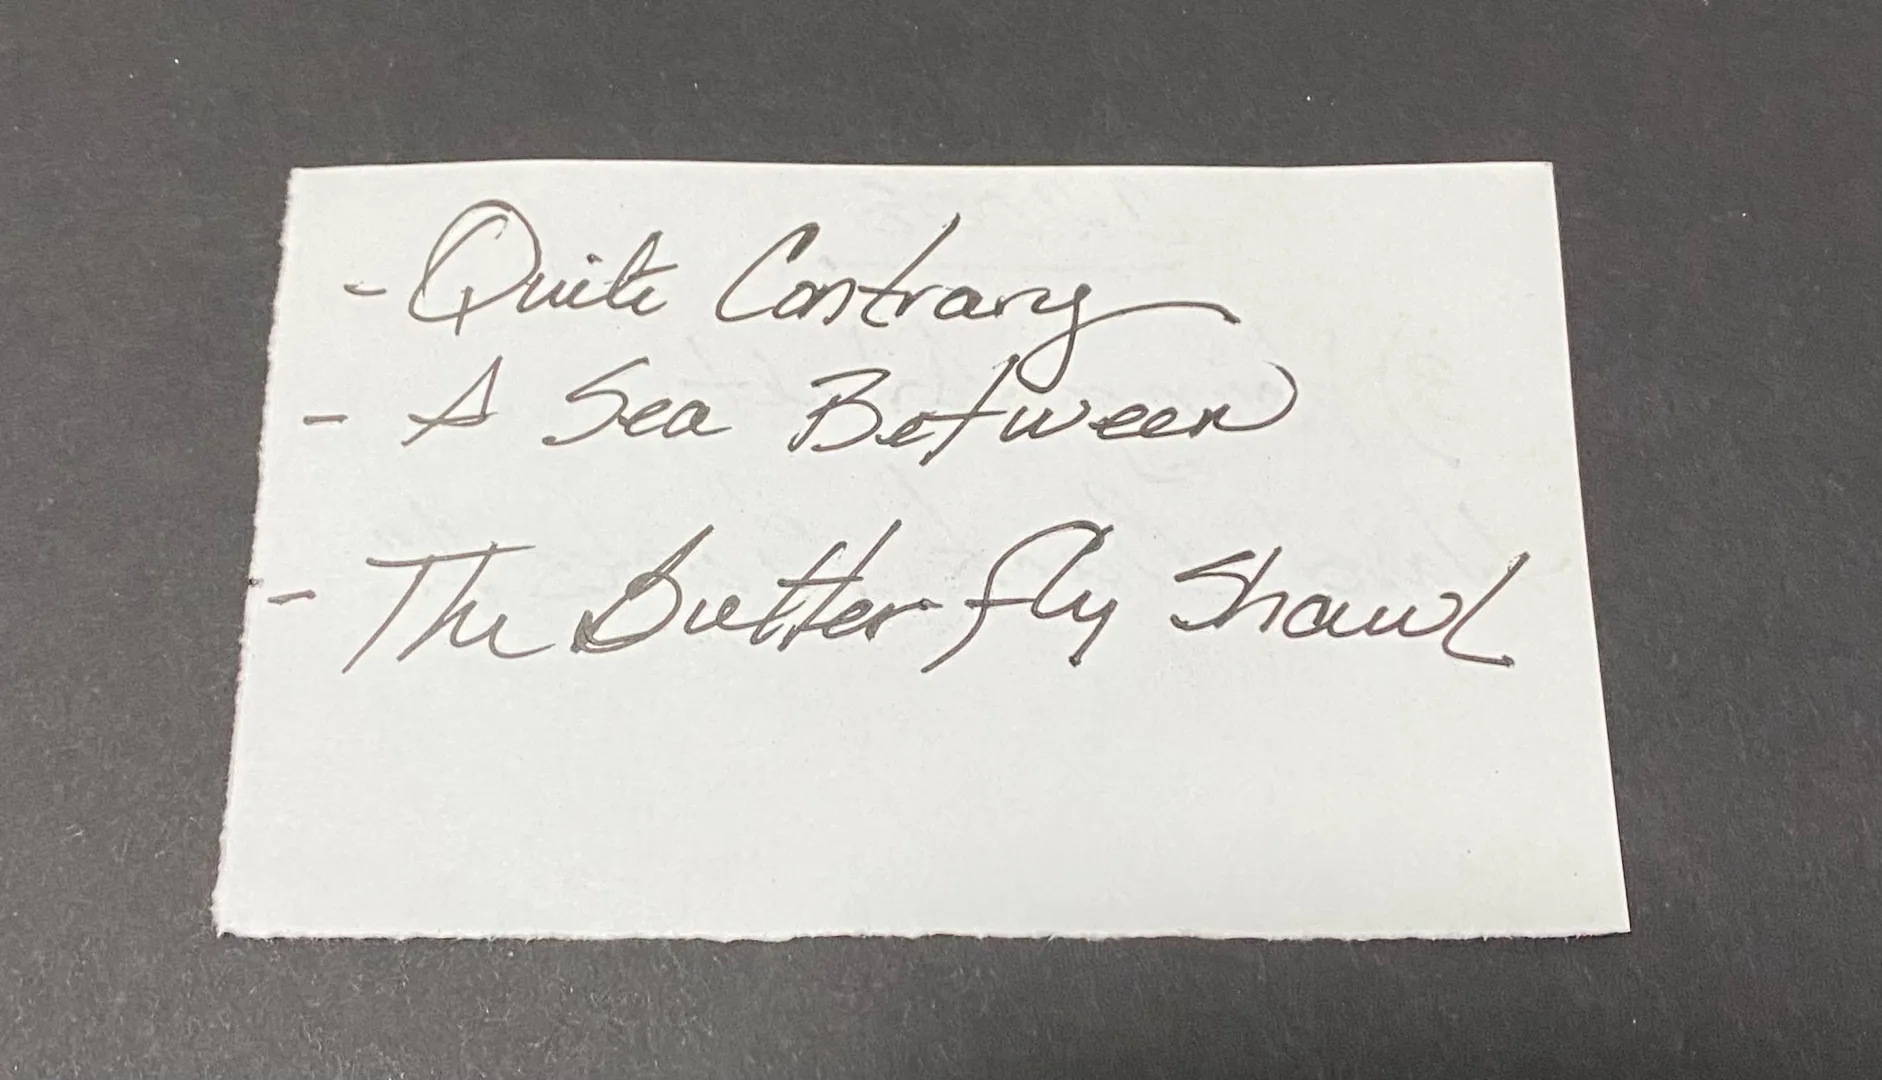 - Quite Contrary
- A Sea Between
- The Butterfly Shawl